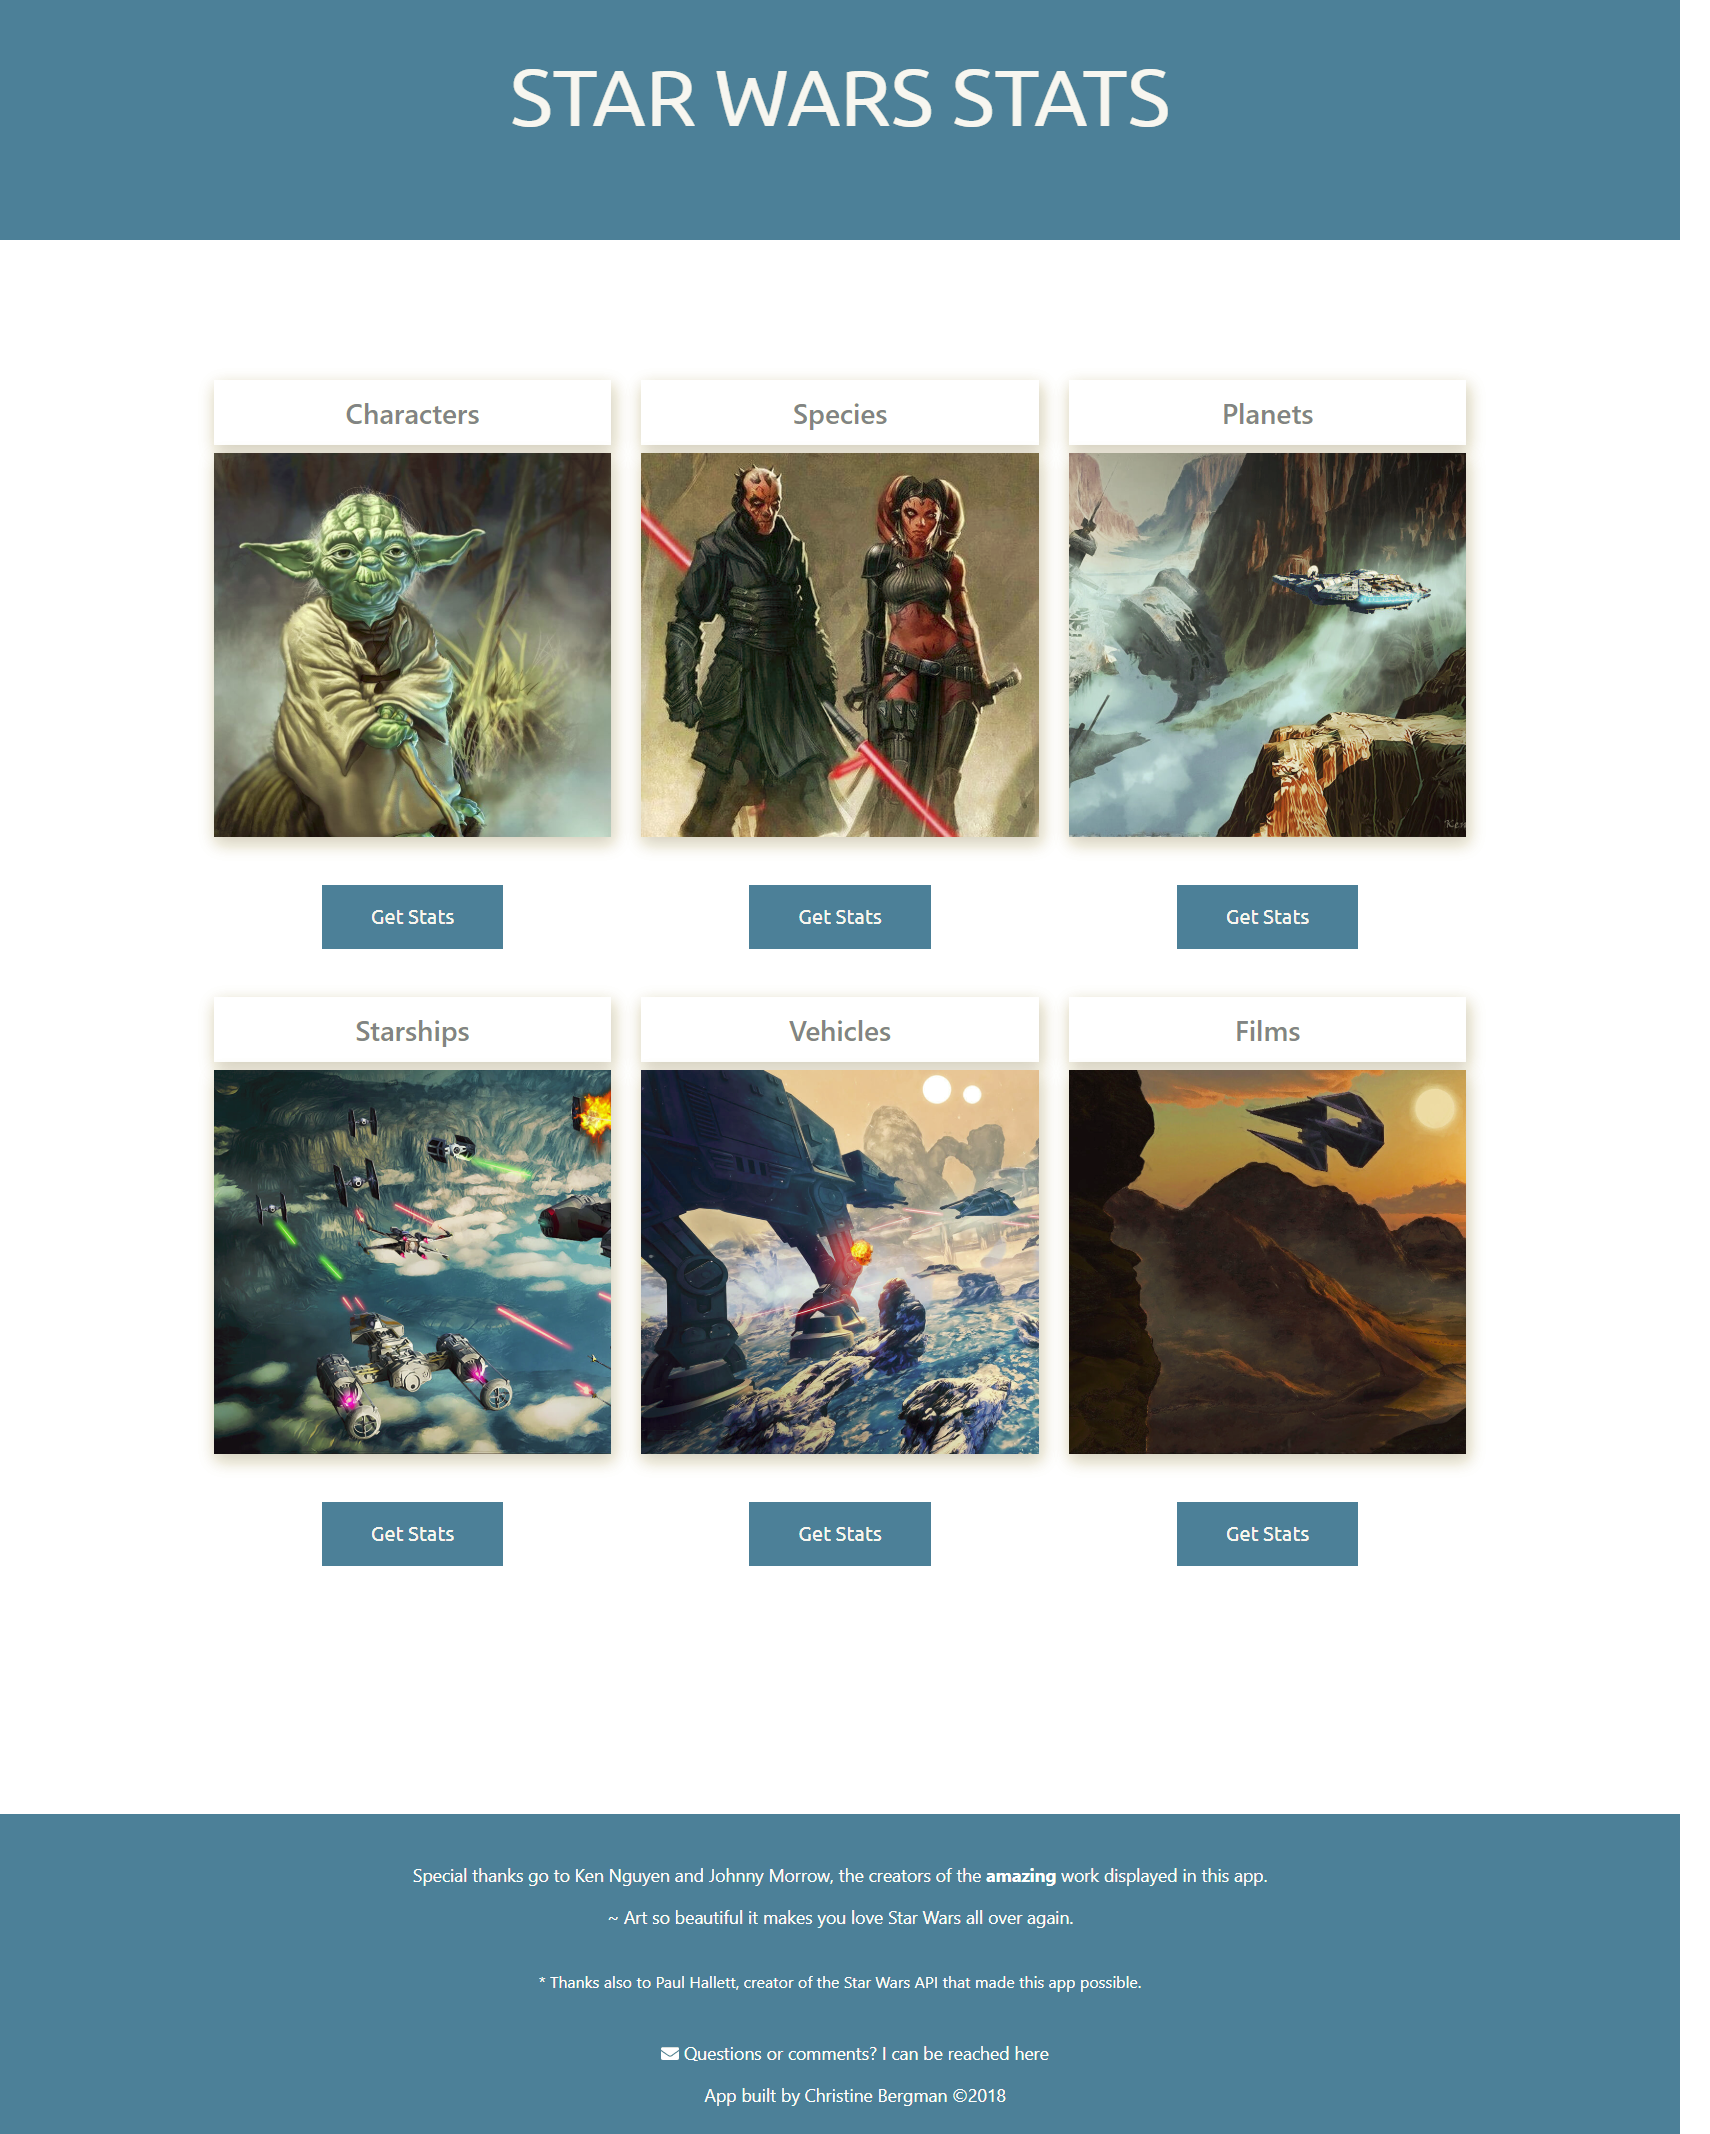 STAR WARS STATS
Characters
Species
Planets
Get Stats
Get Stats
Get Stats
Starships
Vehicles
Films
Get Stats
Get Stats
Get Stats
Special thanks go to Ken Nguyen and Johnny Morrow, the creators of the amazing work displayed in this app.
~ Art so beautiful it makes you love Star Wars all over again.
* Thanks also to Paul Hallett, creator of the Star Wars API that made this app possible.
Questions or comments? I can be reached here
App built by Christine Bergman ©2018